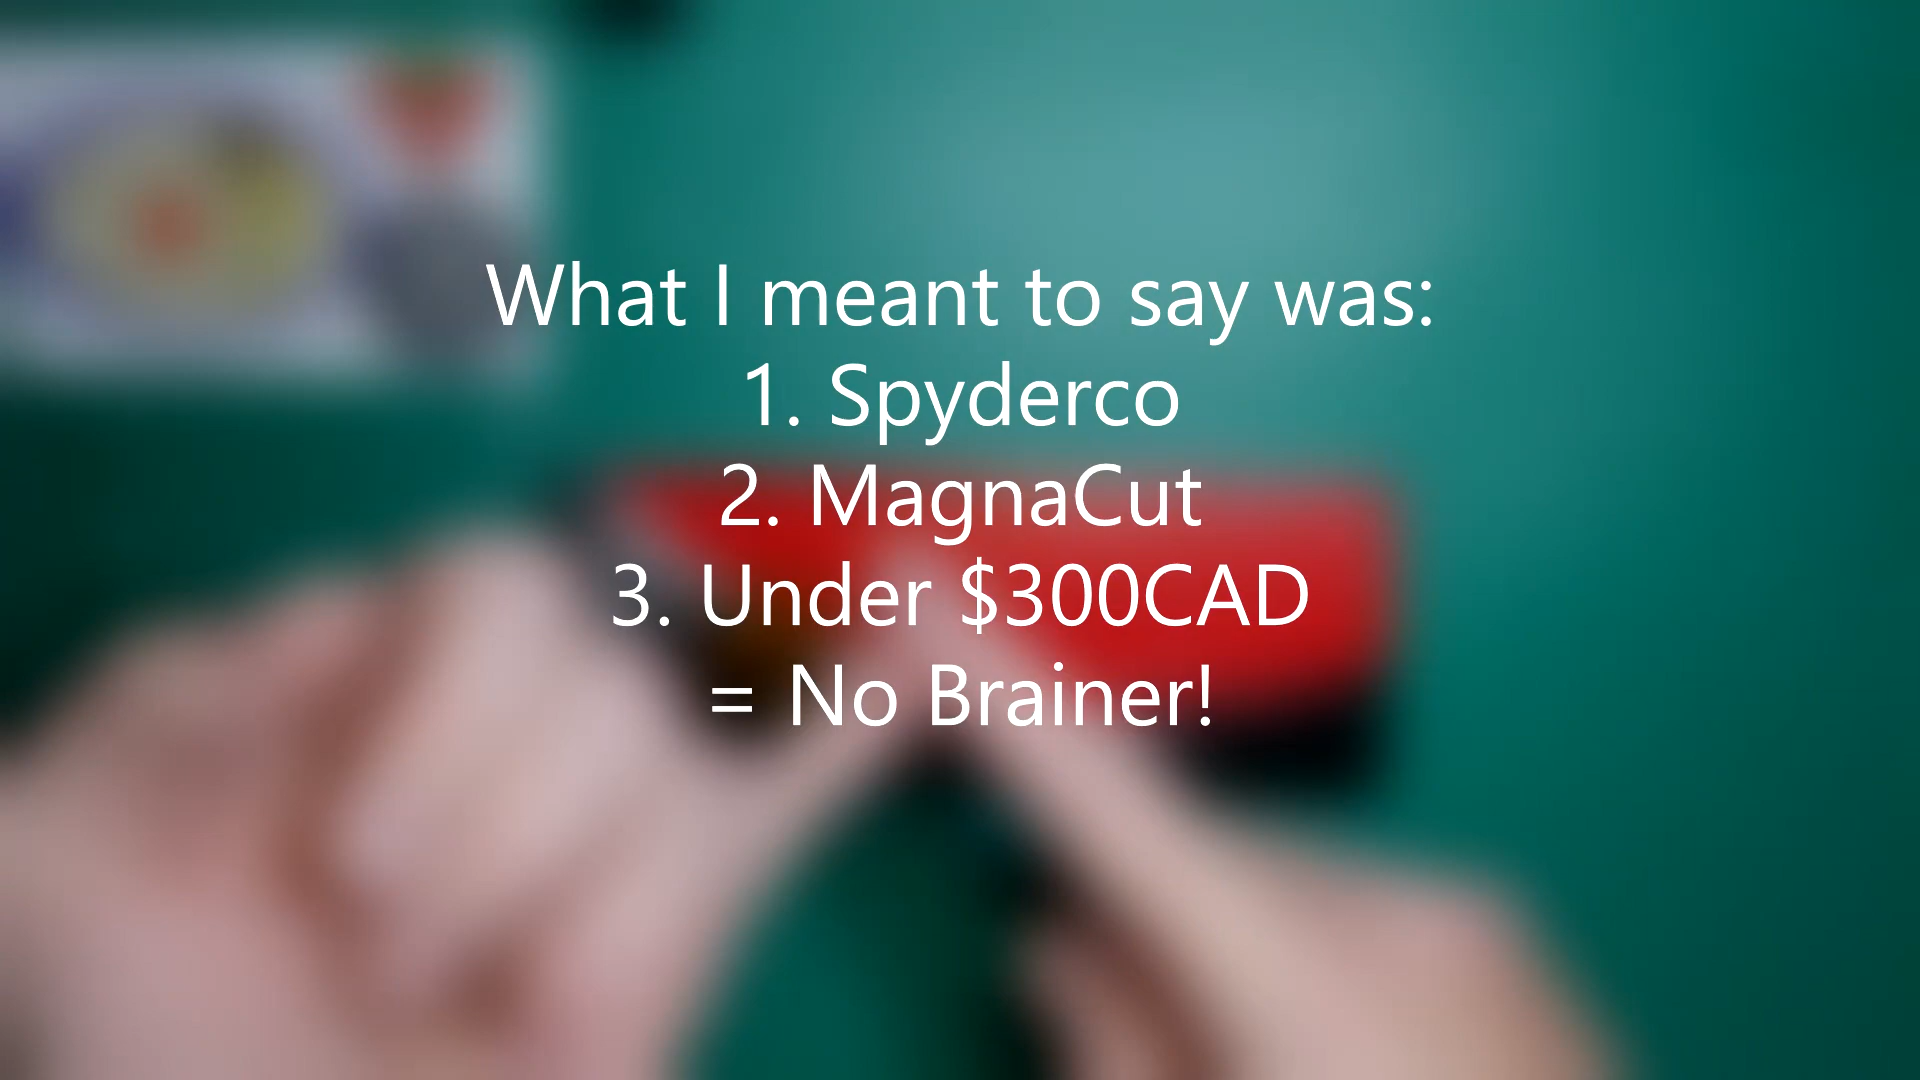 What I meant to say was:
1. Spyderco
2. MagnaCut
3. Under $300CAD
= No Brainer!